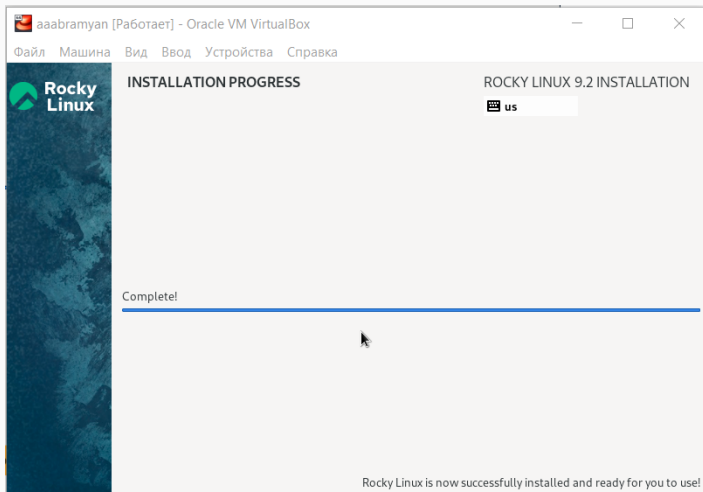 aaabramyan [Работает] - Oracle VM VirtualBox
Файл Машина Вид Ввод Устройства Справка
Rocky
Linux
INSTALLATION PROGRESS
ROCKY LINUX 9.2 INSTALLATION
us
Complete!
Rocky Linux is now successfully installed and ready for you to use!